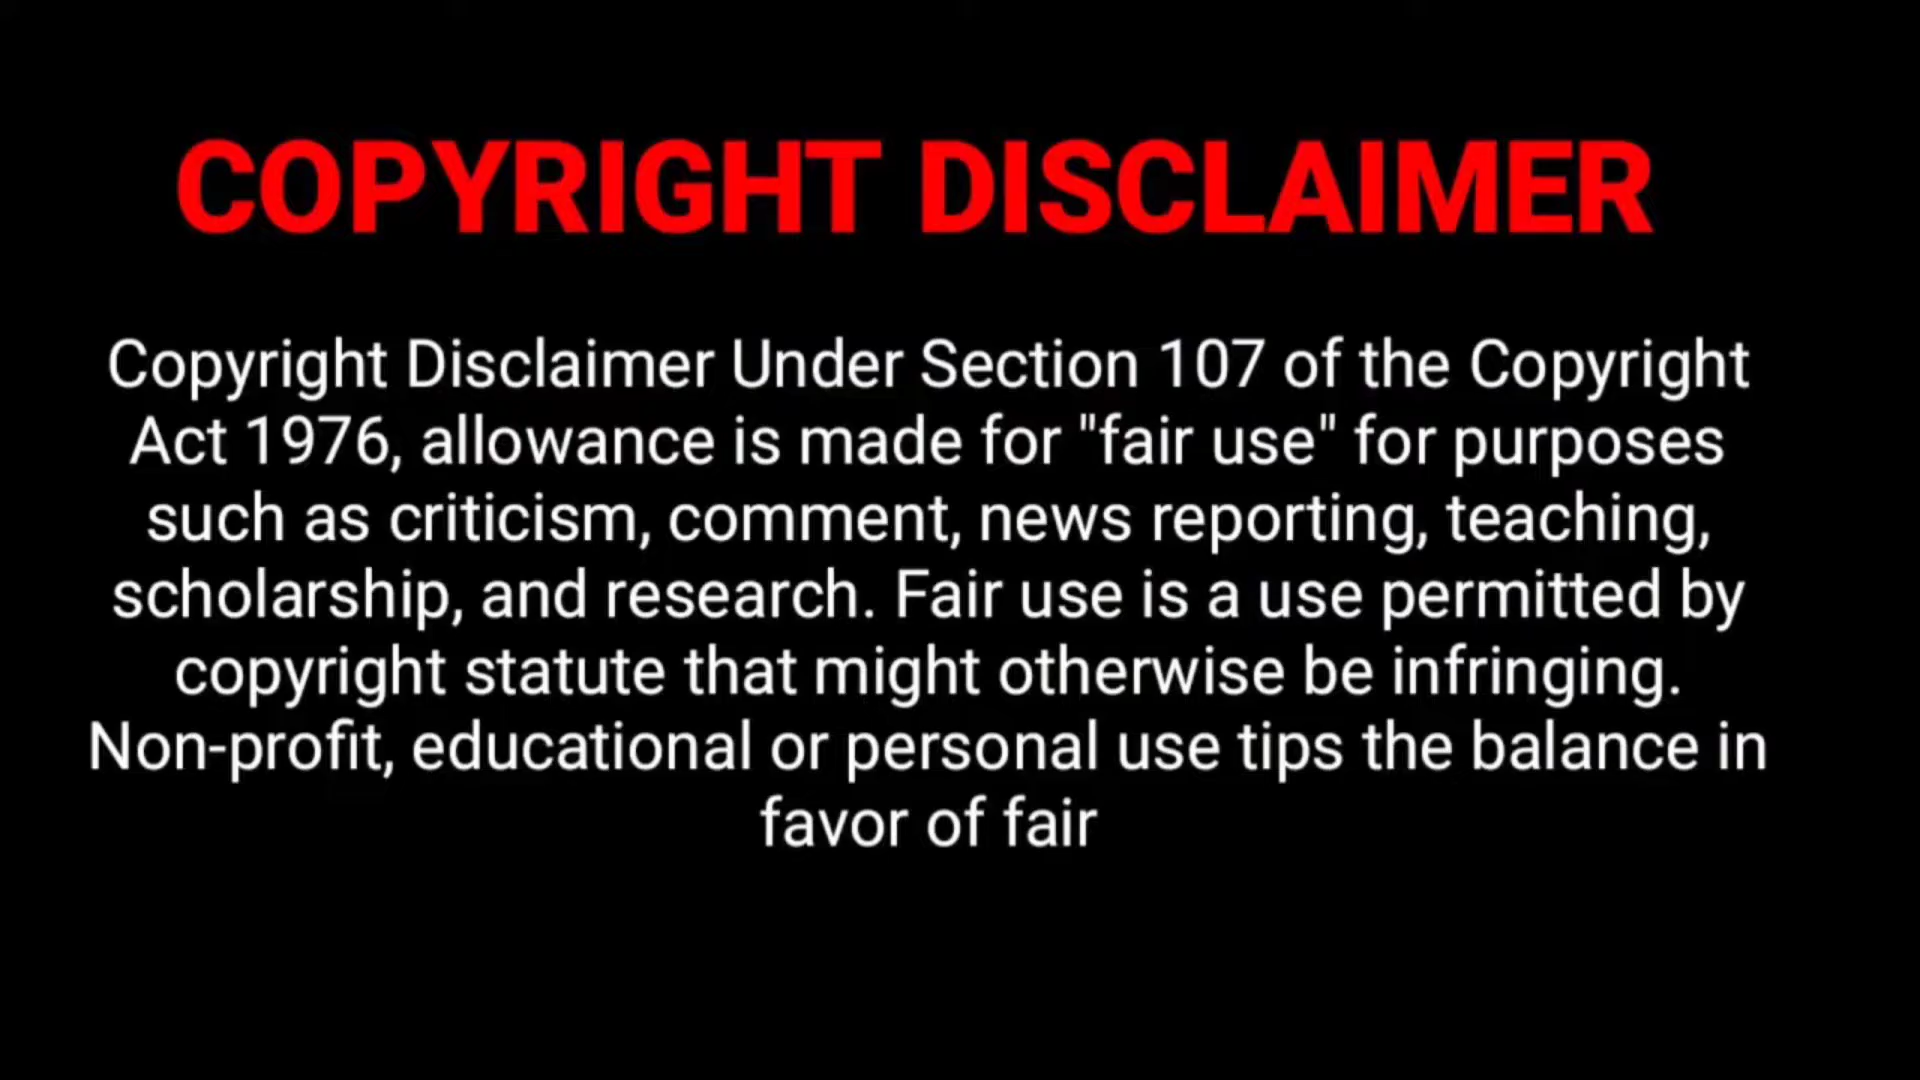 COPYRIGHT DISCLAIMER
Copyright Disclaimer Under Section 107 of the Copyright
Act 1976, allowance is made for "fair use" for purposes
such as criticism, comment, news reporting, teaching,
scholarship, and research. Fair use is a use permitted by
copyright statute that might otherwise be infringing.
Non-profit, educational or personal use tips the balance in
favor of fair